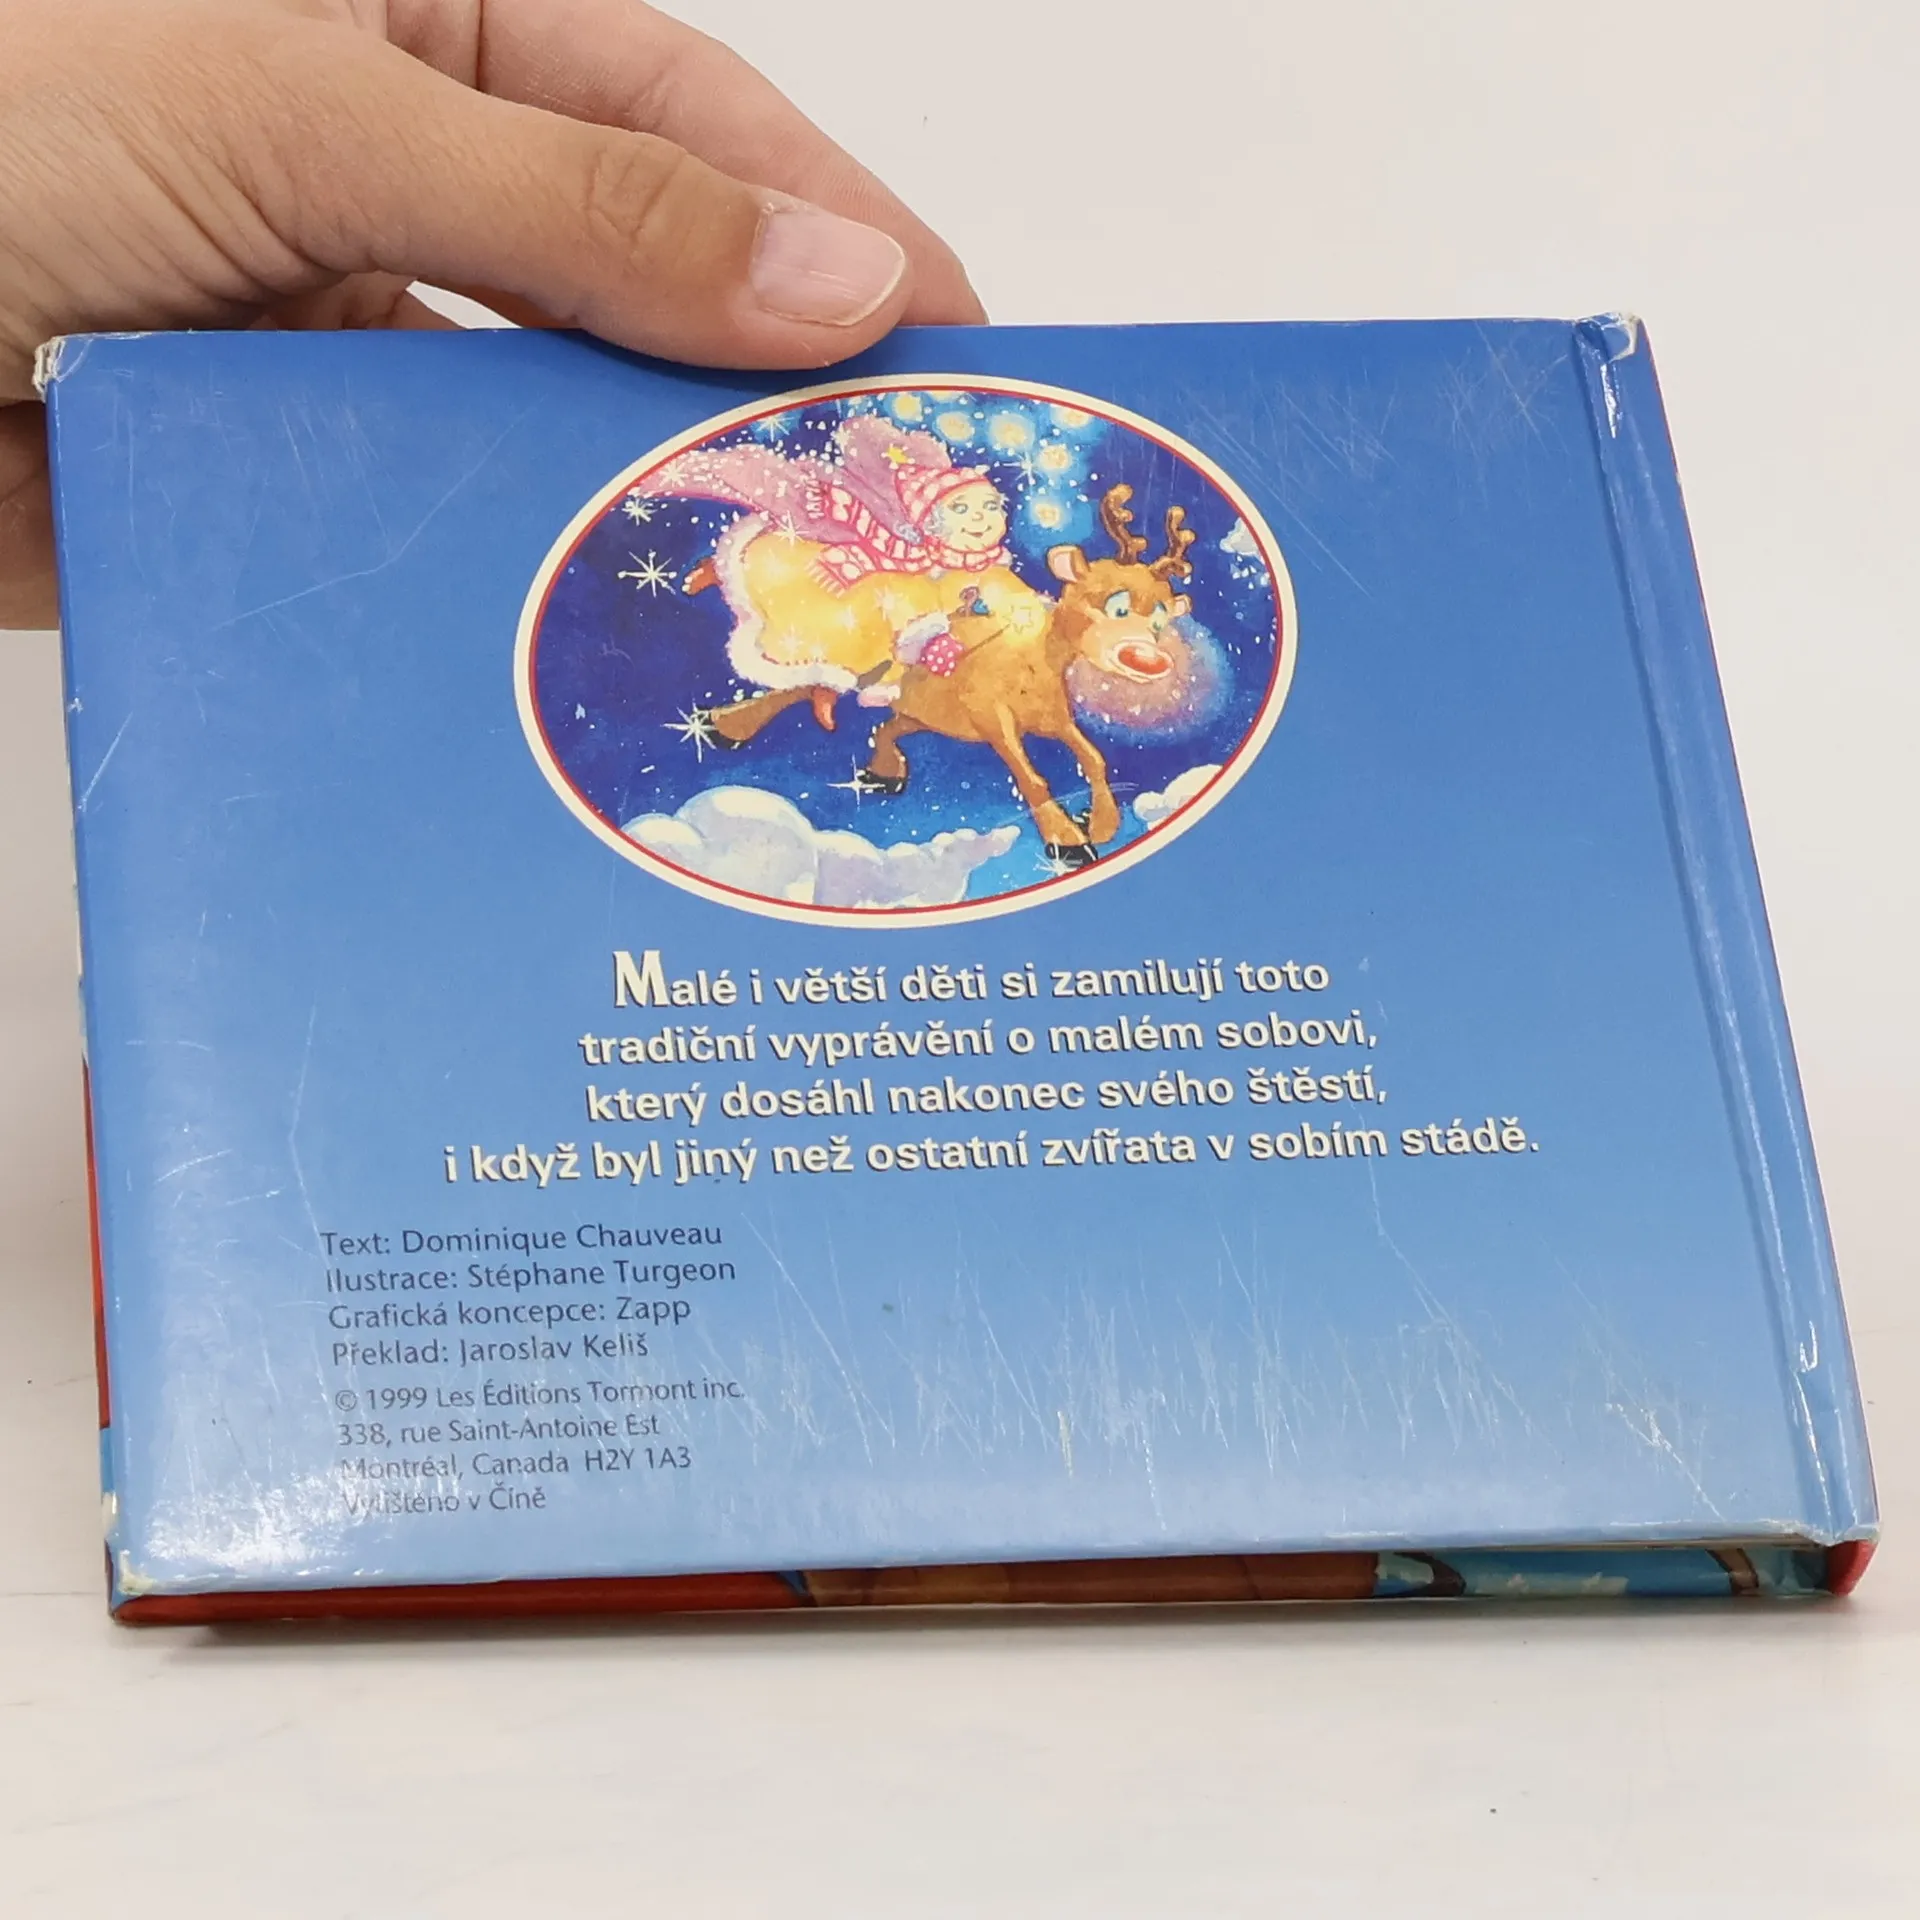 Malé i větší děti si zamilují toto
tradiční vyprávění o malém sobovi,
který dosáhl nakonec svého štěstí,
i když byl jiný než ostatní zvířata v sobím stádě.
Text: Dominique Chauveau
Ilustrace: Stéphane Turgeon
Grafická koncepce: Zapp
Překlad: Jaroslav Keliš
© 1999 Les Éditions Tormont inc.
338, rue Saint-Antoine Est
Montréal, Canada H2Y 1A3
Vytištěno v Číně